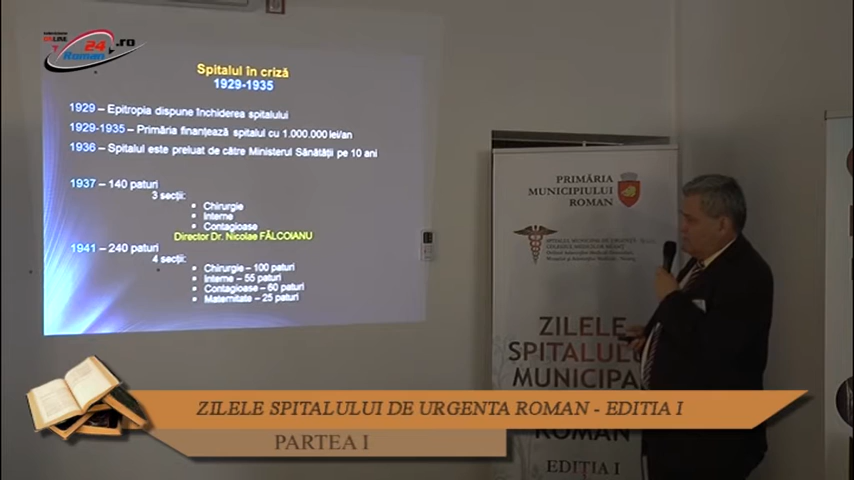 ONLINE
24 .ro
Roman
Spitalul în criză
1929-1935
1929 – Epitropia dispune închiderea spitalului
1929-1935 – Primăria finanțează spitalul cu 1.000.000 lei/an
1936 – Spitalul este preluat de către Ministerul Sănătății pe 10 ani
1937 – 140 paturi
3 secții:
▪ Chirurgie
▪ Interne
▪ Contagioase
Director Dr. Nicolae FĂLCOIANU
1941 – 240 paturi
4 secții:
▪ Chirurgie – 100 paturi
▪ Interne – 55 paturi
▪ Contagioase – 60 paturi
▪ Maternitate – 25 paturi
PRIMĂRIA
MUNICIPIULUI
ROMAN
ZILELE
SPITALULU
MUNICIPA
ROMAN
EDIȚIA I
ZILELE SPITALULUI DE URGENTA ROMAN - EDITIA I
PARTEA I